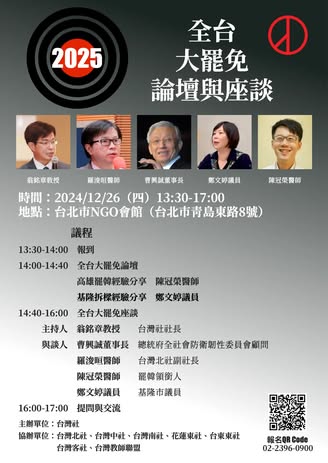 2025
全台
大罷免
論壇與座談
翁銘章教授
羅浚晅醫師
曹興誠董事長
鄭文婷議員
陳冠榮醫師
時間：2024/12/26（四）13:30-17:00
地點：台北市NGO會館（台北市青島東路8號）
議程
13:30-14:00 報到
14:00-14:40 全台大罷免論壇
高雄罷韓經驗分享 陳冠榮醫師
基隆拆樑經驗分享 鄭文婷議員
14:40-16:00 全台大罷免座談
主持人 翁銘章教授 台灣社社長
與談人 曹興誠董事長 總統府全社會防衛韌性委員會顧問
羅浚晅醫師 台灣北社副社長
陳冠榮醫師 罷韓領銜人
鄭文婷議員 基隆市議員
16:00-17:00 提問與交流
主辦單位：台灣社
協辦單位：台灣北社、台灣中社、台灣南社、花蓮東社、台東東社
台灣客社、台灣教師聯盟
報名QR Code
02-2396-0900